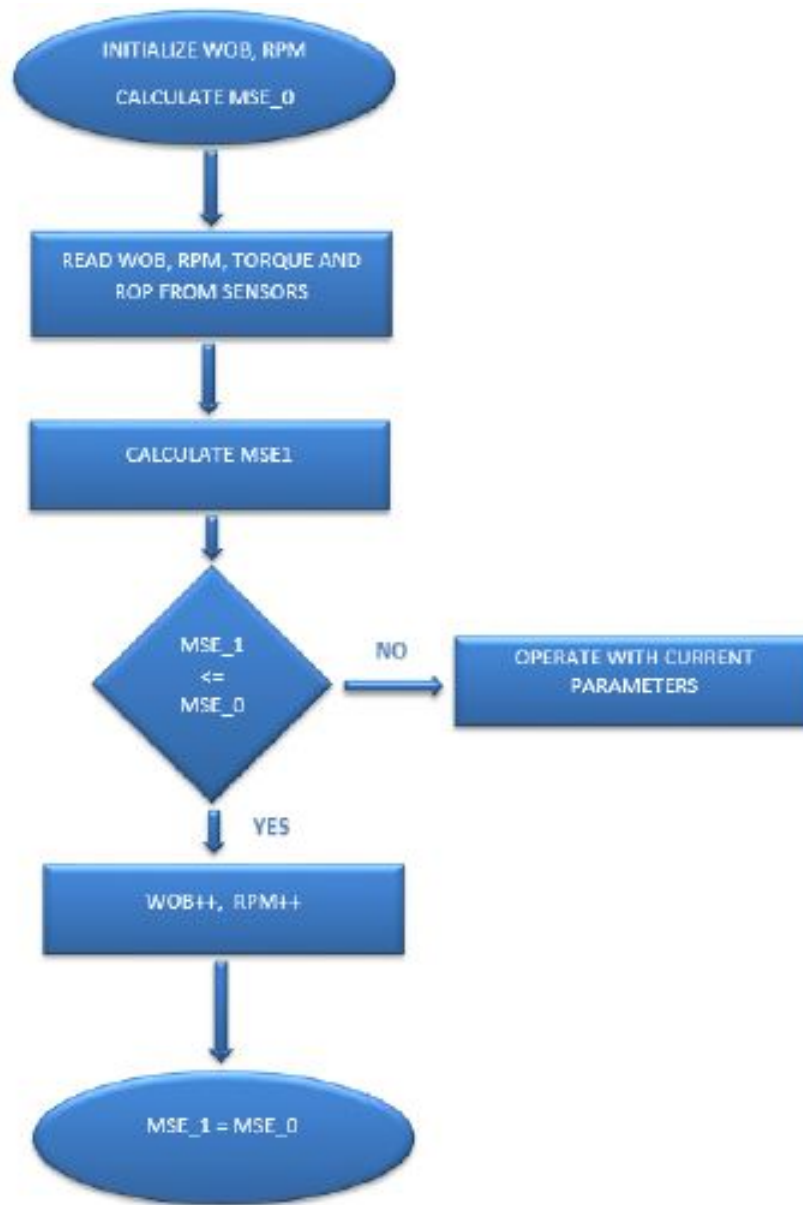 INITIALIZE WOB, RPM
CALCULATE MSE_0
READ WOB, RPM, TORQUE AND
ROP FROM SENSORS
CALCULATE MSE1
MSE_1
<=
MSE_0
NO
OPERATE WITH CURRENT
PARAMETERS
YES
WOB++, RPM++
MSE_1 = MSE_0